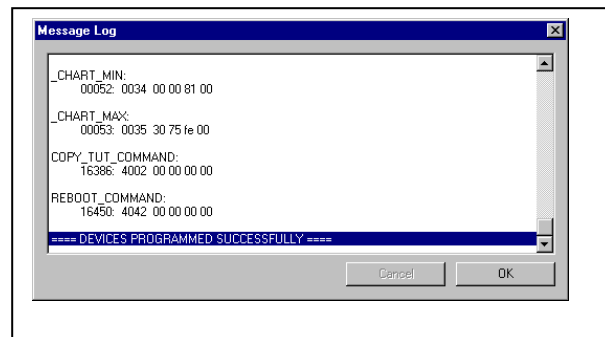 Message Log
_CHART_MIN:
00052: 0034 00 00 81 00
_CHART_MAX:
00053: 0035 30 75 fe 00
COPY_TUT_COMMAND:
16386: 4002 00 00 00 00
REBOOT_COMMAND:
16450: 4042 00 00 00 00
==== DEVICES PROGRAMMED SUCCESSFULLY ====
Cancel OK